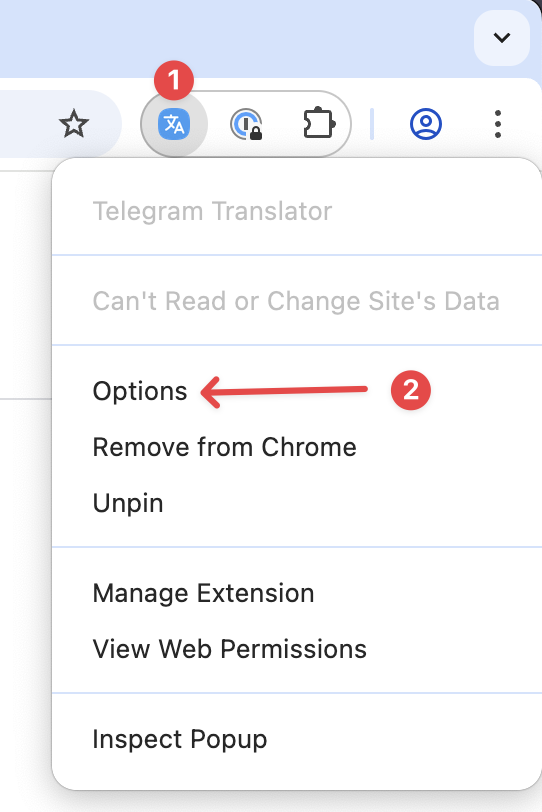 1
Telegram Translator
Can't Read or Change Site's Data
Options
2
Remove from Chrome
Unpin
Manage Extension
View Web Permissions
Inspect Popup